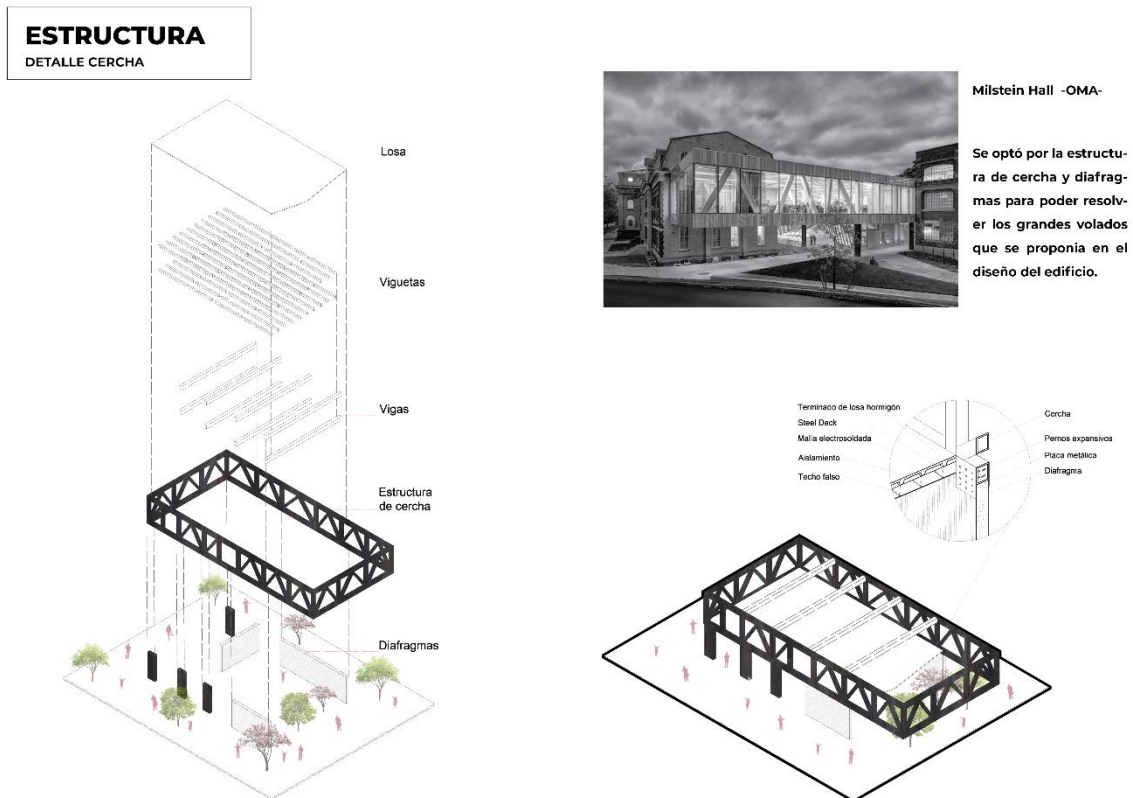 ESTRUCTURA
DETALLE CERCHA
Losa
Viguetas
Vigas
Estructura
de cercha
Diafragmas
Milstein Hall -OMA-
Se optó por la estructu-
ra de cercha y diafrag-
mas para poder resolv-
er los grandes volados
que se proponia en el
diseño del edificio.
Terminado de losa hormigón
Steel Deck
Malla electrosoldada
Aislamiento
Techo falso
Cercha
Pernos expansivos
Placa metálica
Diafragma